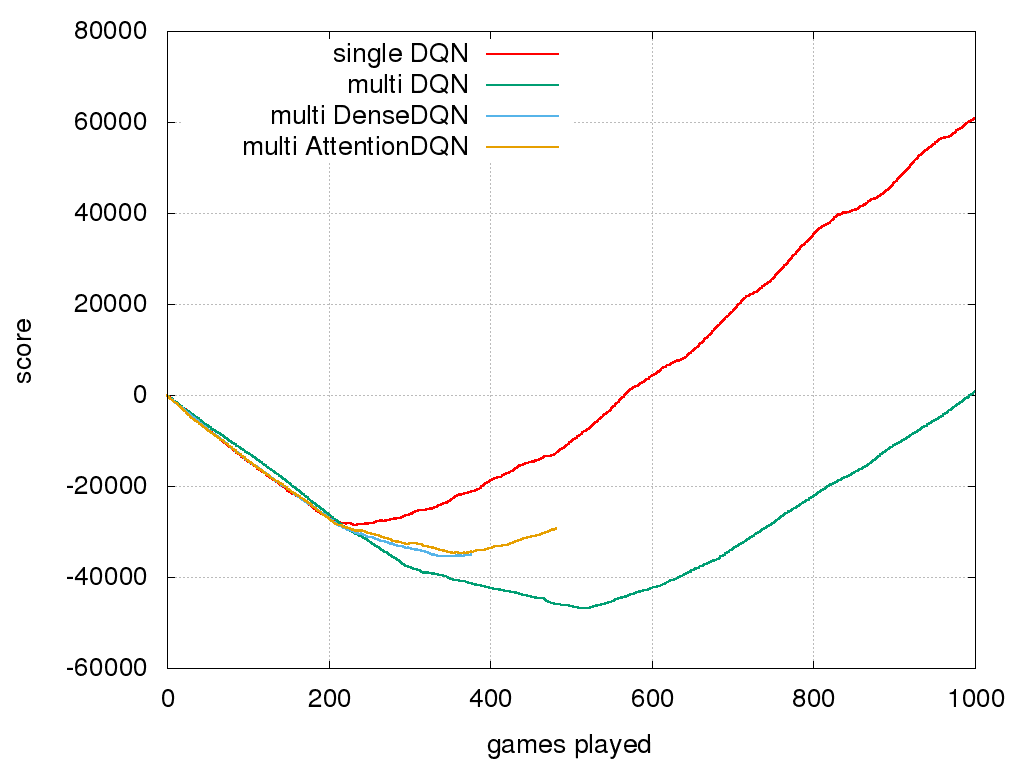 80000
60000
40000
20000
0
-20000
-40000
-60000
0 200 400 600 800 1000
score
games played
single DQN
multi DQN
multi DenseDQN
multi AttentionDQN